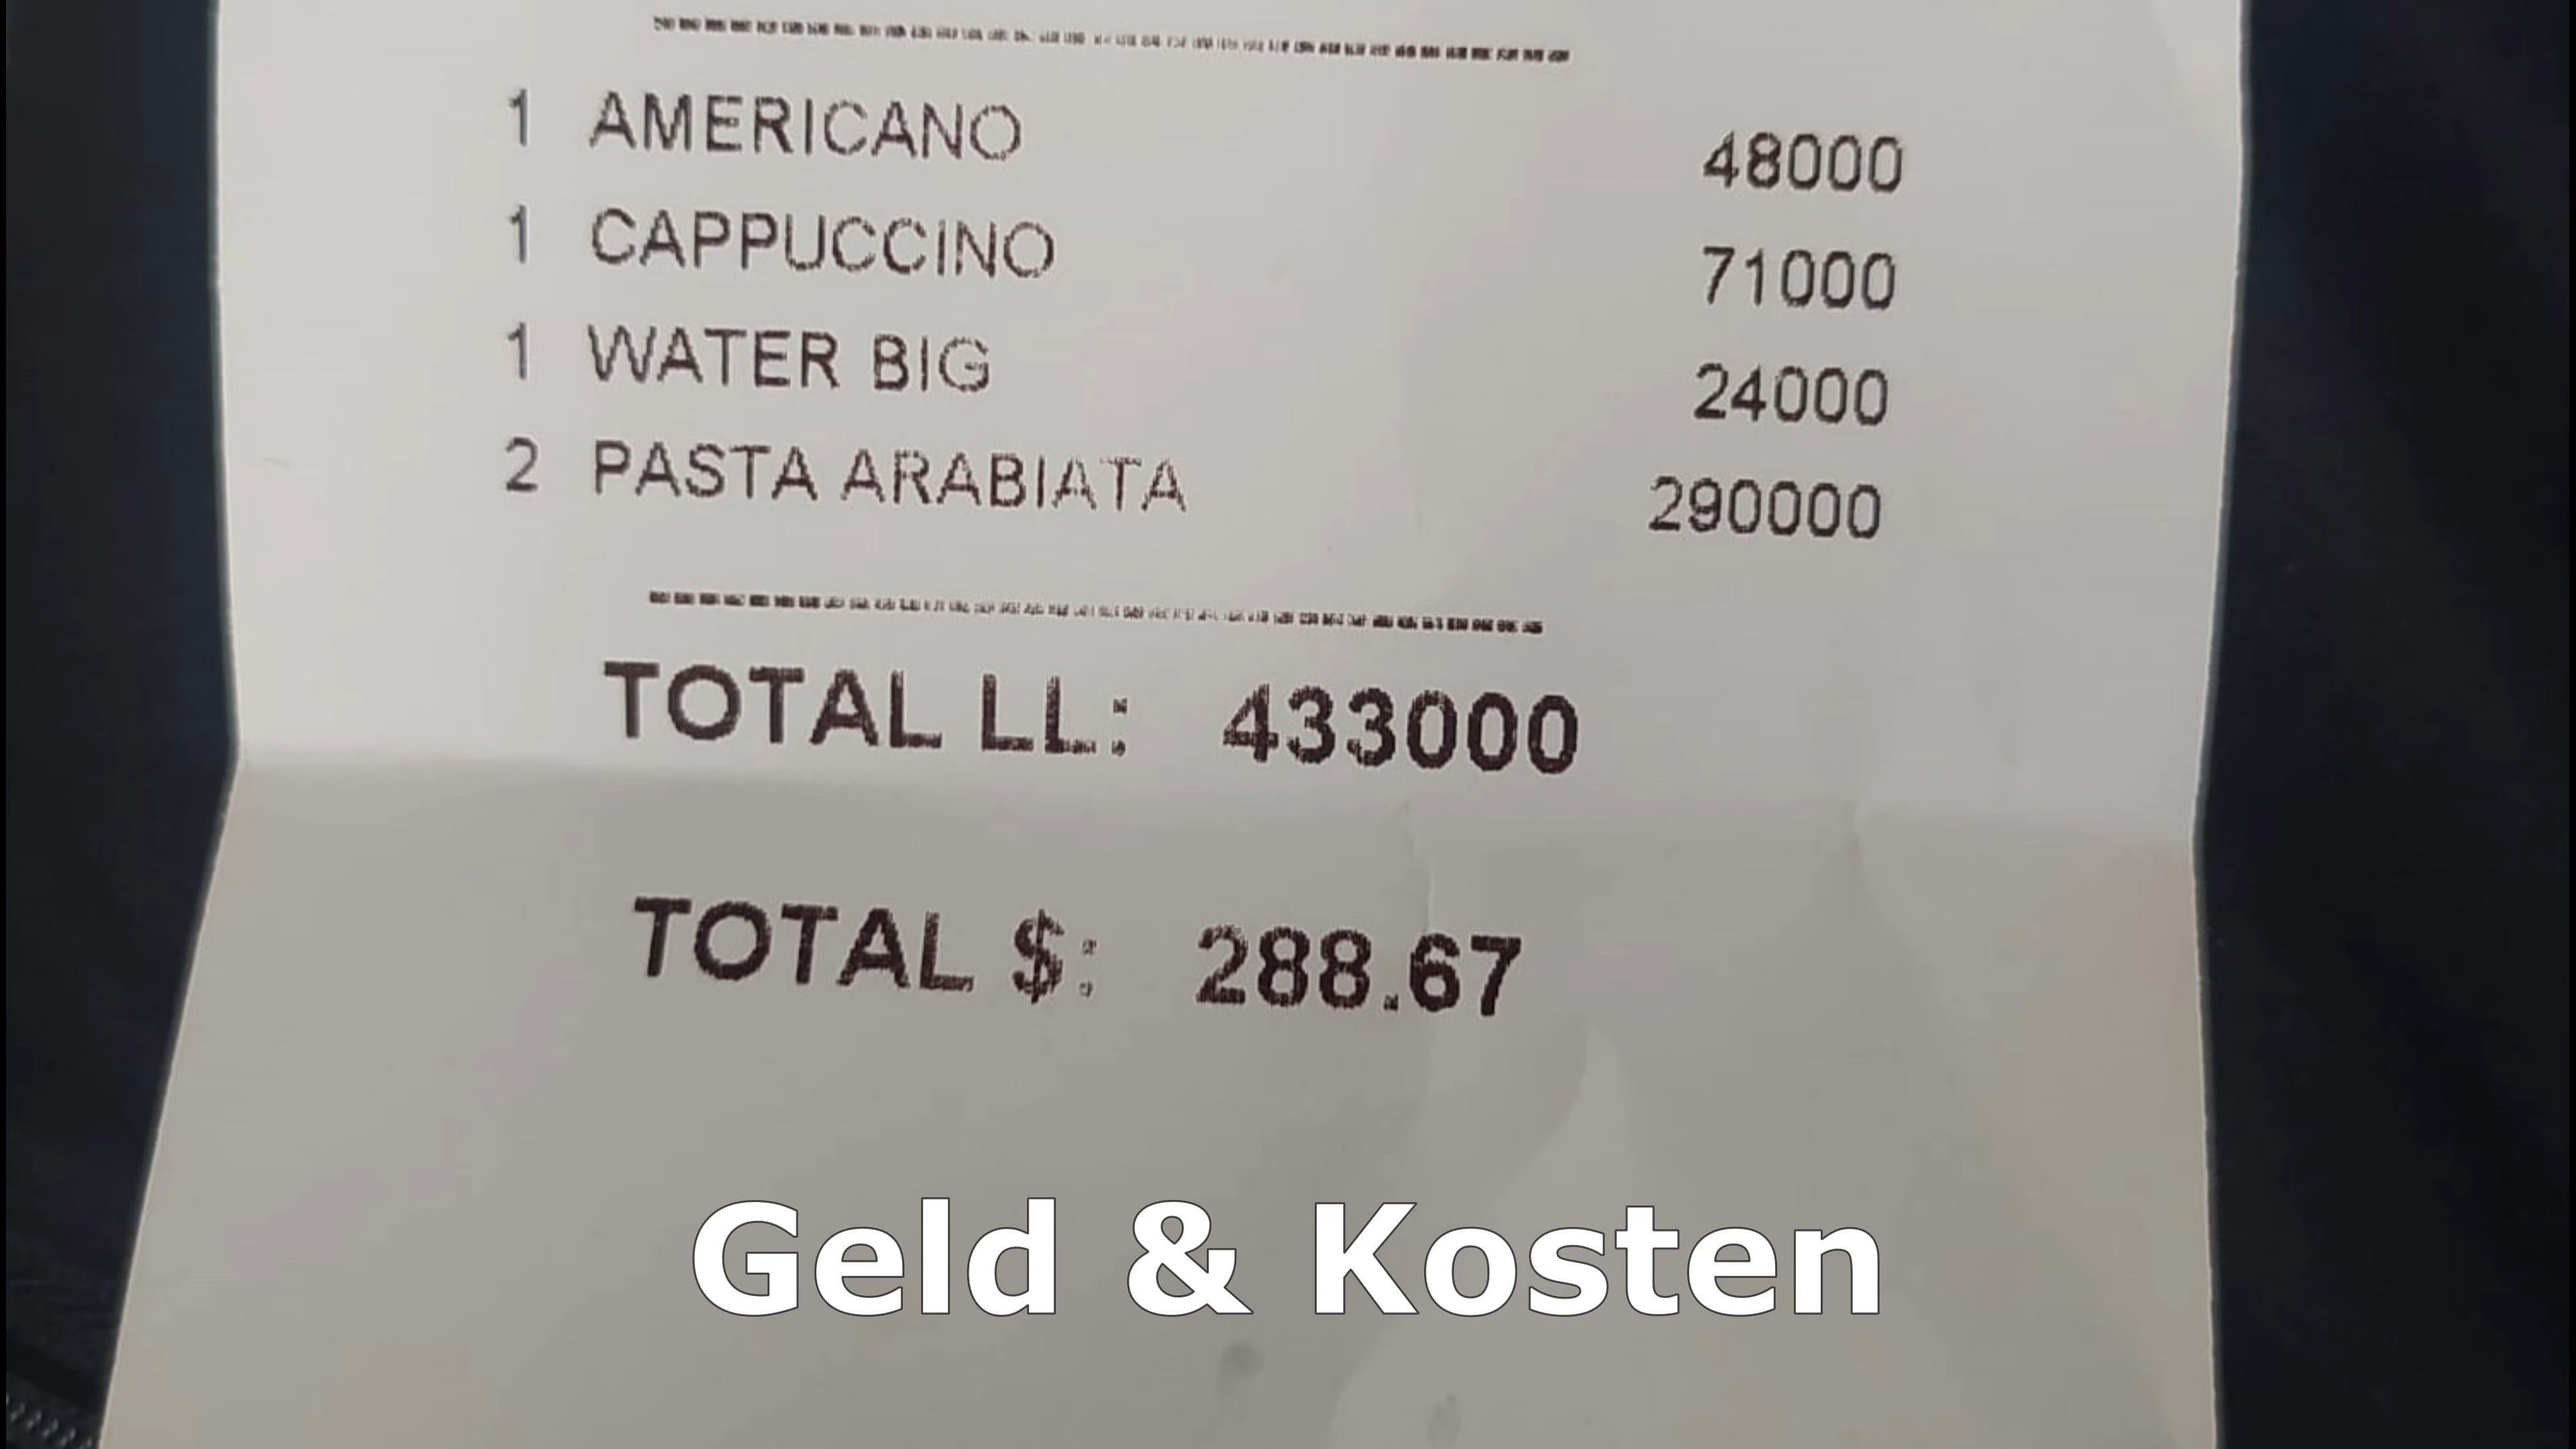 1 AMERICANO 48000
1 CAPPUCCINO 71000
1 WATER BIG 24000
2 PASTA ARABIATA 290000
TOTAL LL: 433000
TOTAL $: 288.67
Geld & Kosten